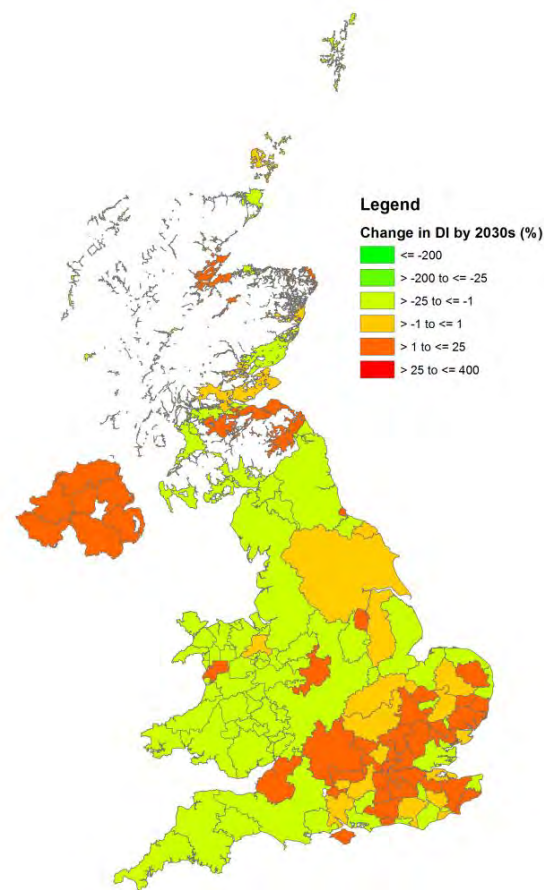 Legend
Change in DI by 2030s (%)
<= -200
> -200 to <= -25
> -25 to <= -1
> -1 to <= 1
> 1 to <= 25
> 25 to <= 400